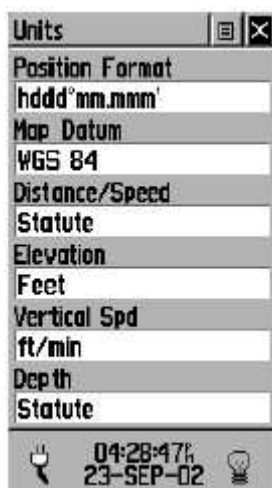 Units
Position Format
hddd°mm.mmm'
Map Datum
WGS 84
Distance/Speed
Statute
Elevation
Feet
Vertical Spd
ft/min
Depth
Statute
04:28:47
23-SEP-02